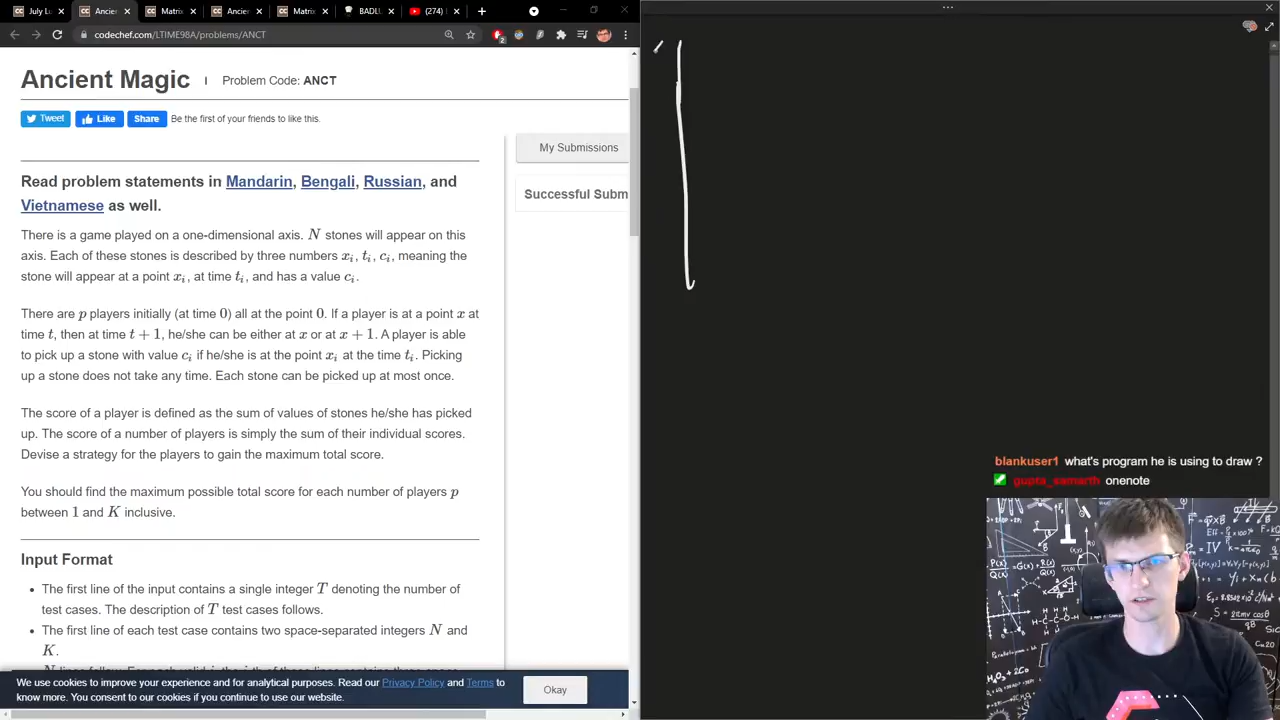 July Lu
Ancier
Matrix
Ancier
Matrix
BADLU
(274) I
codechef.com/LTIME98A/problems/ANCT
Ancient Magic | Problem Code: ANCT
Tweet Like Share Be the first of your friends to like this.
My Submissions
Successful Subm
Read problem statements in Mandarin, Bengali, Russian, and
Vietnamese as well.
There is a game played on a one-dimensional axis. N stones will appear on this
axis. Each of these stones is described by three numbers xᵢ, tᵢ, cᵢ, meaning the
stone will appear at a point xᵢ, at time tᵢ, and has a value cᵢ.
There are p players initially (at time 0) all at the point 0. If a player is at a point x at
time t, then at time t + 1, he/she can be either at x or at x + 1. A player is able
to pick up a stone with value cᵢ if he/she is at the point xᵢ at the time tᵢ. Picking
up a stone does not take any time. Each stone can be picked up at most once.
The score of a player is defined as the sum of values of stones he/she has picked
up. The score of a number of players is simply the sum of their individual scores.
Devise a strategy for the players to gain the maximum total score.
You should find the maximum possible total score for each number of players p
between 1 and K inclusive.
Input Format
• The first line of the input contains a single integer T denoting the number of
test cases. The description of T test cases follows.
• The first line of each test case contains two space-separated integers N and
K.
We use cookies to improve your experience and for analytical purposes. Read our Privacy Policy and Terms to
know more. You consent to our cookies if you continue to use our website.
Okay
blankuser1 what's program he is using to draw ?
gupta_samarth onenote